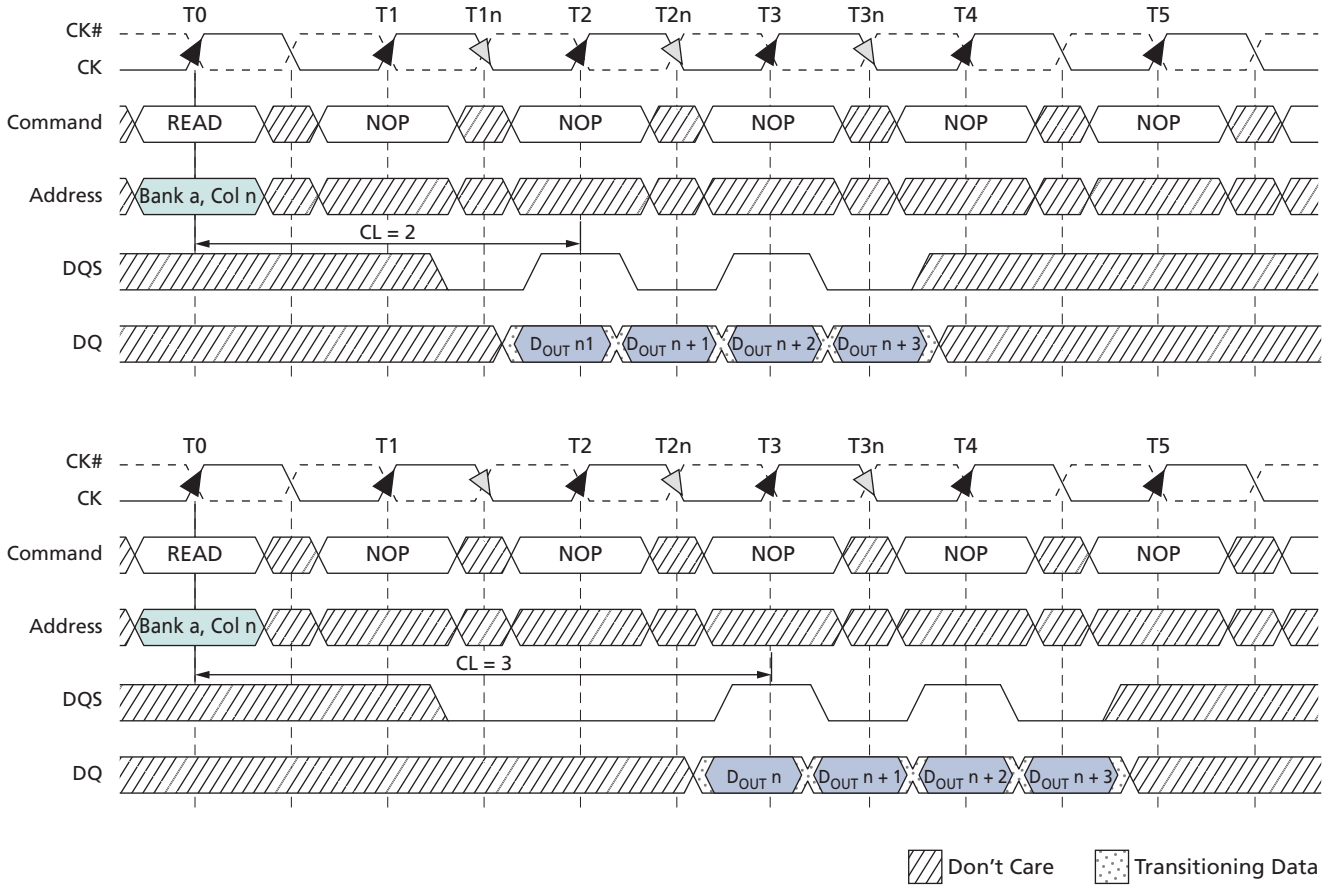 T0 T1 T1n T2 T2n T3 T3n T4 T5
CK#
CK
Command READ NOP NOP NOP NOP NOP
Address Bank a, Col n
CL = 2
DQS
DQ DOUT n1 DOUT n + 1 DOUT n + 2 DOUT n + 3
T0 T1 T2 T2n T3 T3n T4 T5
CK#
CK
Command READ NOP NOP NOP NOP NOP
Address Bank a, Col n
CL = 3
DQS
DQ DOUT n DOUT n + 1 DOUT n + 2 DOUT n + 3
Don't Care Transitioning Data